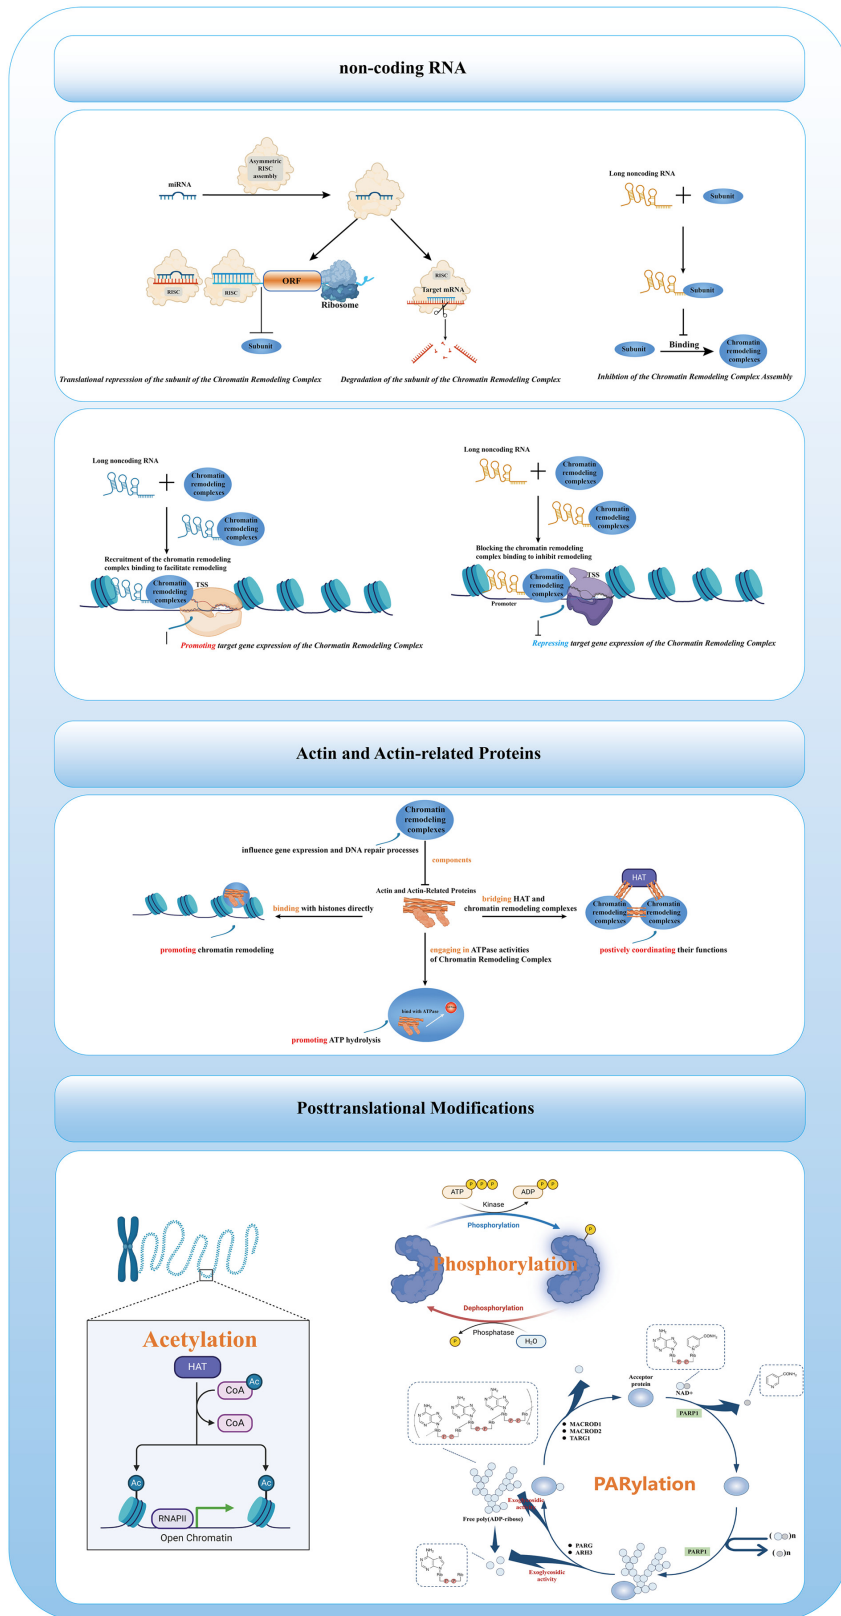 non-coding RNA
miRNA
Asymmetric
RISC
assembly
RISC
RISC
ORF
Ribosome
Subunit
Translational represssion of the subunit of the Chromatin Remodeling Complex
RISC
Target mRNA
Degradation of the subunit of the Chromatin Remodeling Complex
Long noncoding RNA
+
Subunit
Subunit
Subunit
Binding
Chromatin
remodeling
complexes
Inhibtion of the Chromatin Remodeling Complex Assembly
Long noncoding RNA
+
Chromatin
remodeling
complexes
Chromatin
remodeling
complexes
Recruitment of the chromatin remodeling
complex binding to facilitate remodeling
Chromatin
remodeling
complexes
TSS
Promoting target gene expression of the Chormatin Remodeling Complex
Long noncoding RNA
+
Chromatin
remodeling
complexes
Chromatin
remodeling
complexes
Blocking the chromatin remodeling
complex binding to inhibit remodeling
Chromatin
remodeling
complexes
TSS
Promoter
Repressing target gene expression of the Chormatin Remodeling Complex
Actin and Actin-related Proteins
Chromatin
remodeling
complexes
influence gene expression and DNA repair processes
components
Actin and Actin-Related Proteins
binding with histones directly
promoting chromatin remodeling
bridging HAT and
chromatin remodeling complexes
HAT
Chromatin
remodeling
complexes
Chromatin
remodeling
complexes
postively coordinating their functions
engaging in ATPase activities
of Chromatin Remodeling Complex
bind with ATPase
promoting ATP hydrolysis
Posttranslational Modifications
Acetylation
HAT
CoA
Ac
CoA
Ac
Ac
RNAPII
Open Chromatin
ATP
P
P
P
ADP
P
P
Kinase
Phosphorylation
P
Phosphorylation
Dephosphorylation
Phosphatase
P
H₂O
Acceptor
protein
NAD+
PARP1
MACROD1
MACROD2
TARG1
PARylation
Exoglycosidic
activity
Free poly(ADP-ribose)
PARG
ARH3
Exoglycosidic
activity
PARP1
( )n
( )n